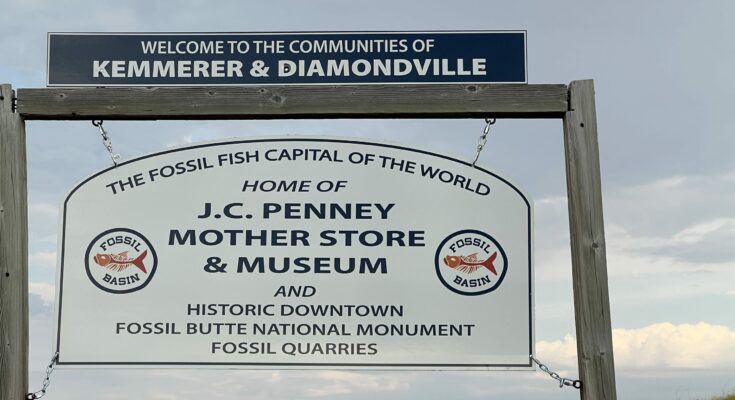 WELCOME TO THE COMMUNITIES OF
KEMMERER & DIAMONDVILLE
THE FOSSIL FISH CAPITAL OF THE WORLD
HOME OF
J.C. PENNEY
MOTHER STORE
& MUSEUM
FOSSIL
BASIN
FOSSIL
BASIN
AND
HISTORIC DOWNTOWN
FOSSIL BUTTE NATIONAL MONUMENT
FOSSIL QUARRIES